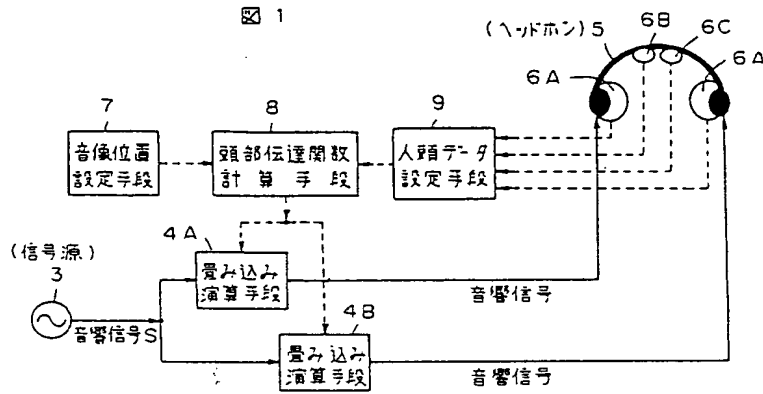 図 1
(ヘッドホン) 5
6B
6C
6A
6A
7
音像位置
設定手段
8
頭部伝達関数
計算手段
9
人頭データ
設定手段
(信号源)
3
音響信号S
4A
畳み込み
演算手段
音響信号
4B
畳み込み
演算手段
音響信号